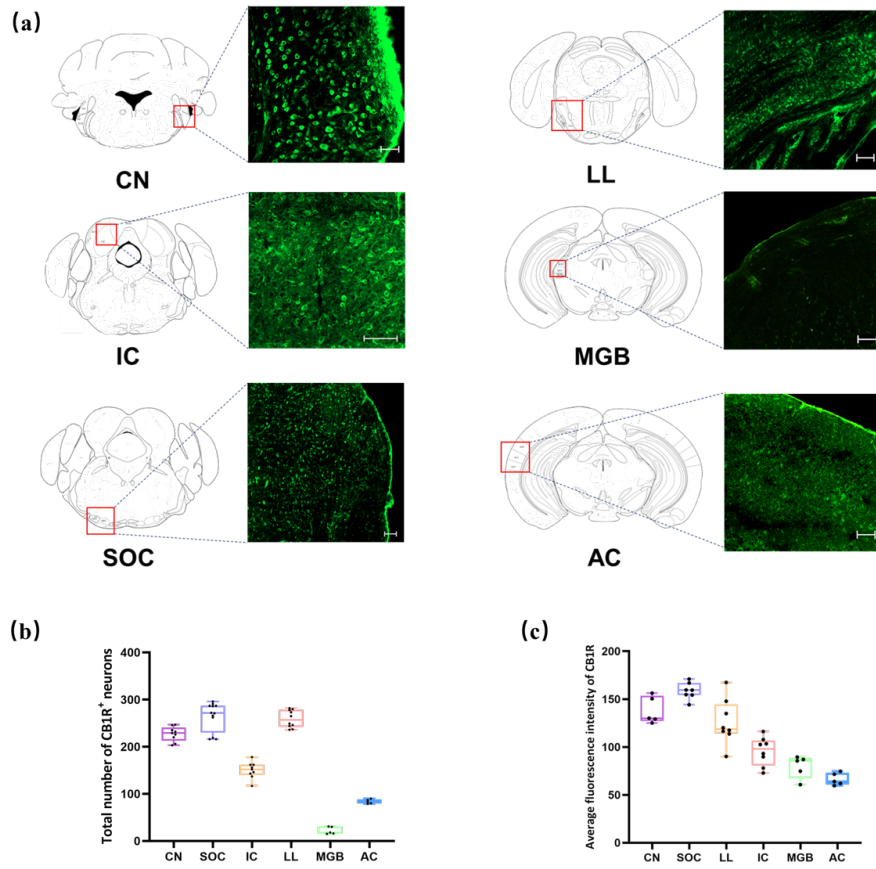 (a)
CN
LL
IC
MGB
SOC
AC
(b)
Total number of CB1R+ neurons
400
300
200
100
0
CN SOC IC LL MGB AC
(c)
Average fluorescence intensity of CB1R
200
150
100
50
0
CN SOC LL IC MGB AC